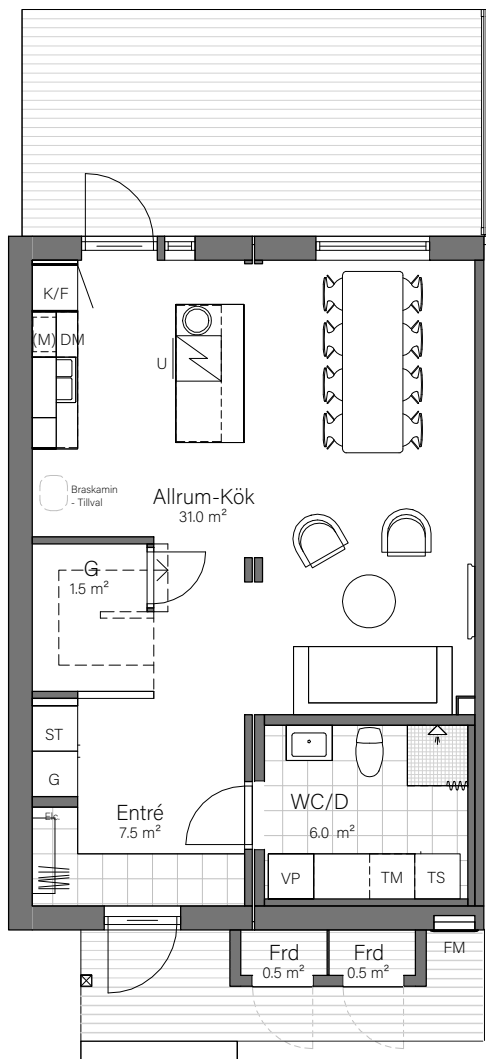 K/F
(M) DM
U
Braskamin
- Tillval
Allrum-Kök
31.0 m²
G
1.5 m²
ST
G
Elc.
Entré
7.5 m²
WC/D
6.0 m²
VP
TM
TS
Frd
0.5 m²
Frd
0.5 m²
FM